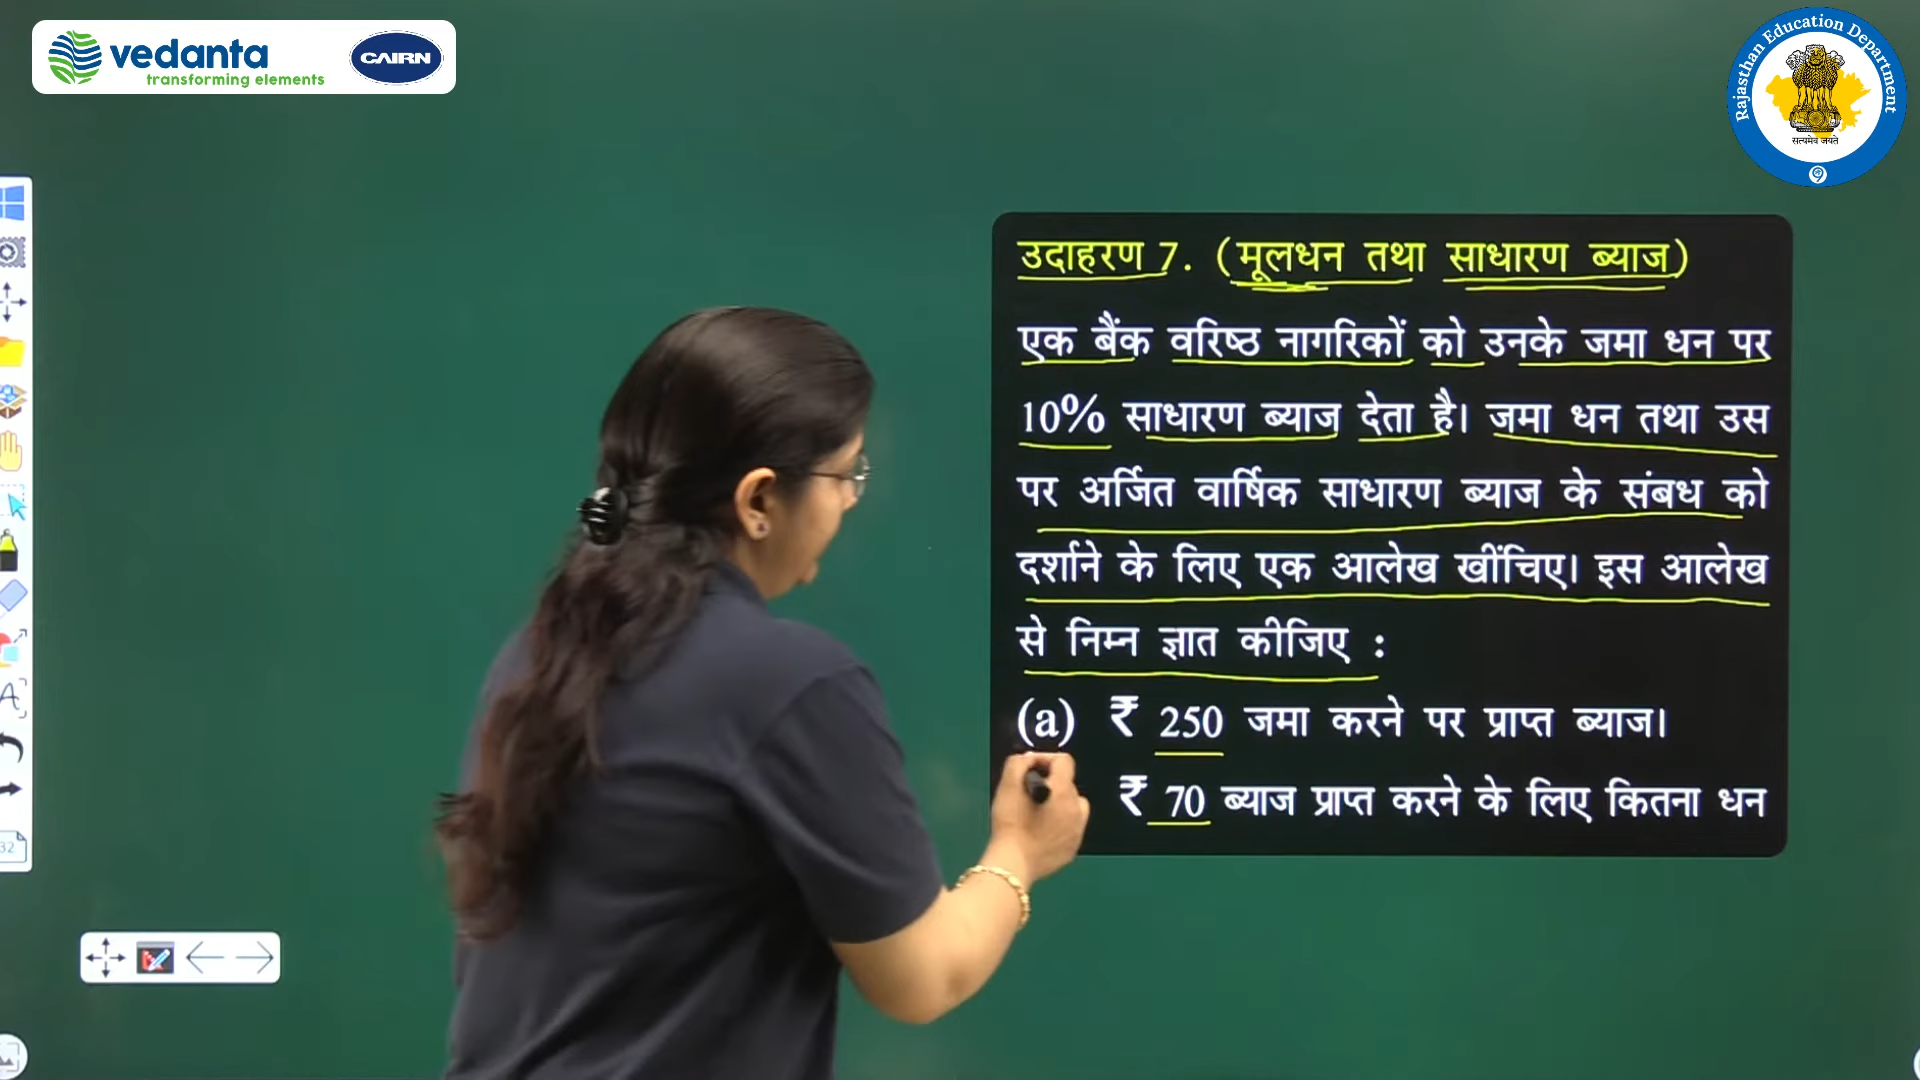 vedanta
transforming elements
CAIRN
Rajasthan Education Department
सत्यमेव जयते
उदाहरण 7. (मूलधन तथा साधारण ब्याज)
एक बैंक वरिष्ठ नागरिकों को उनके जमा धन पर
10% साधारण ब्याज देता है। जमा धन तथा उस
पर अर्जित वार्षिक साधारण ब्याज के संबध को
दर्शाने के लिए एक आलेख खींचिए। इस आलेख
से निम्न ज्ञात कीजिए :
(a) ₹ 250 जमा करने पर प्राप्त ब्याज।
₹ 70 ब्याज प्राप्त करने के लिए कितना धन
32